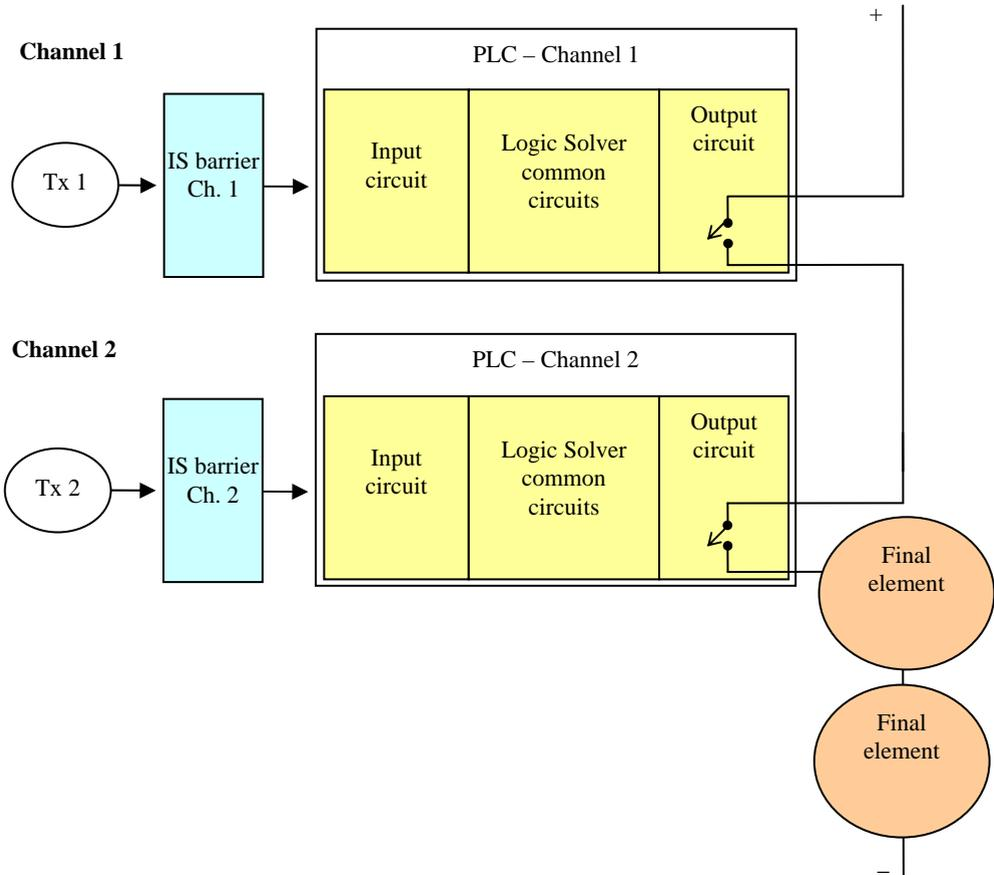 +
Channel 1
PLC – Channel 1
Tx 1
IS barrier
Ch. 1
Input
circuit
Logic Solver
common
circuits
Output
circuit
Channel 2
PLC – Channel 2
Tx 2
IS barrier
Ch. 2
Input
circuit
Logic Solver
common
circuits
Output
circuit
Final
element
Final
element
–